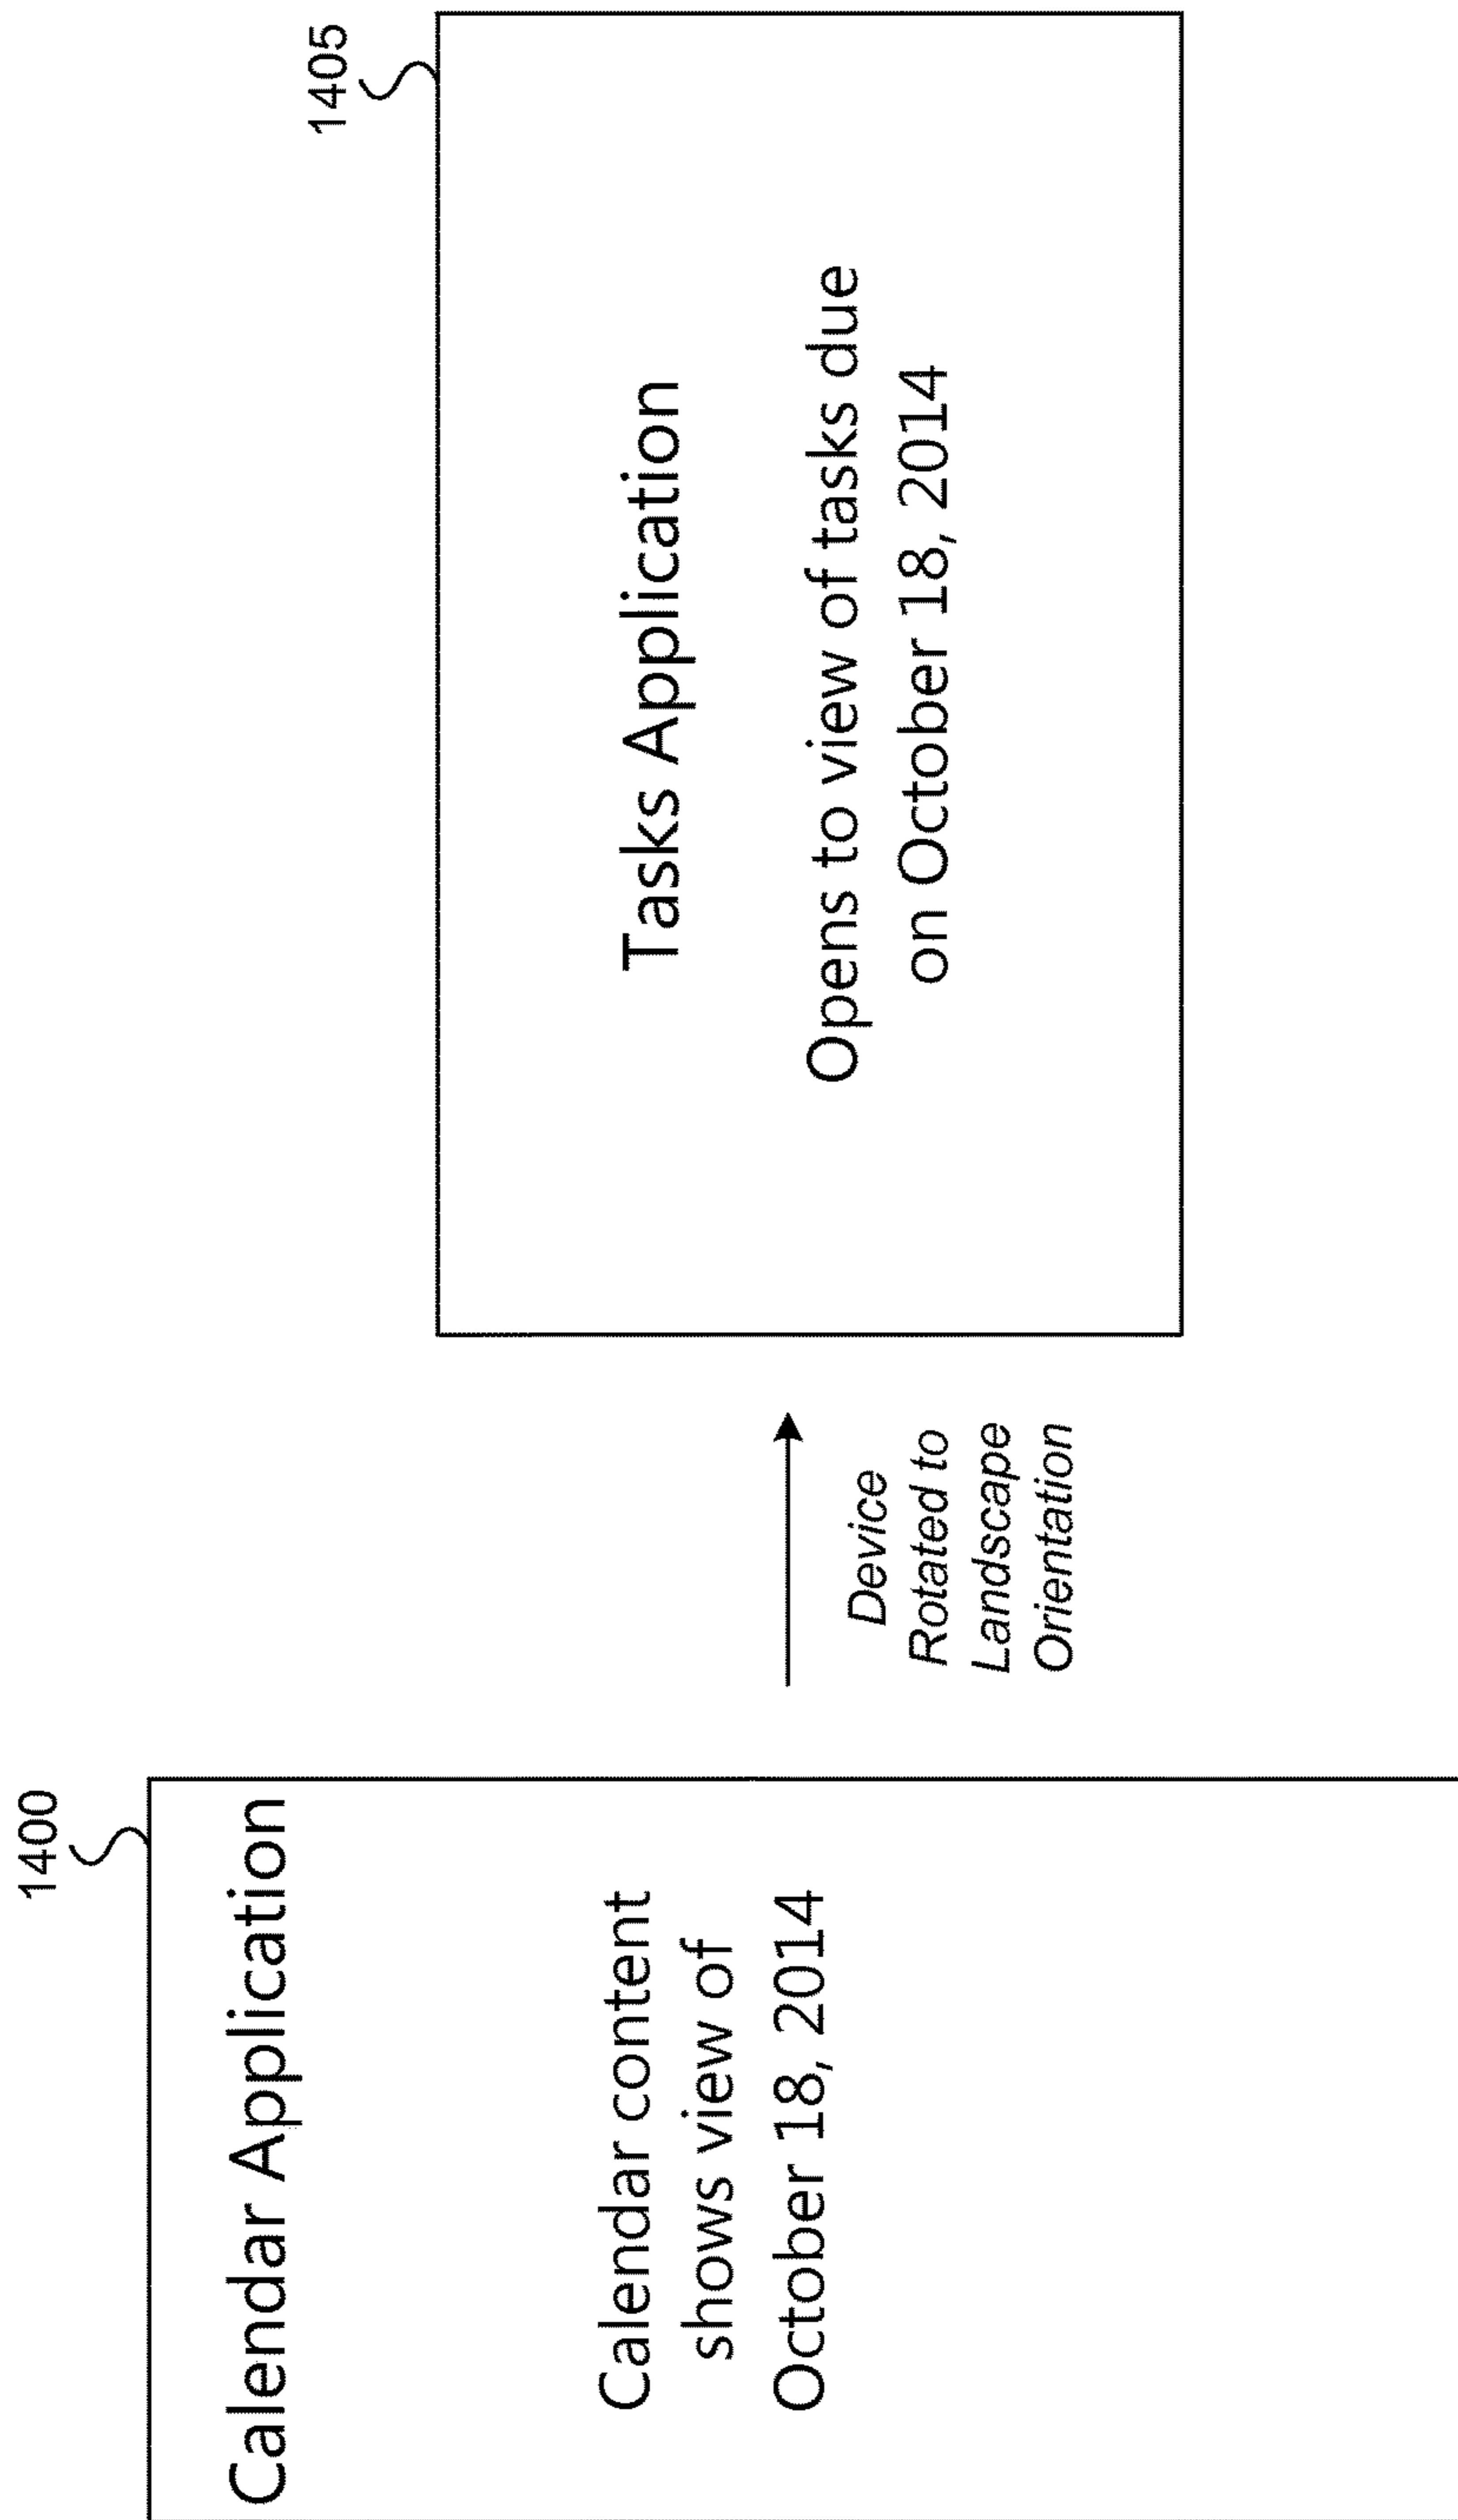 1400
Calendar Application
Calendar content
shows view of
October 18, 2014
Device
Rotated to
Landscape
Orientation
1405
Tasks Application
Opens to view of tasks due
on October 18, 2014